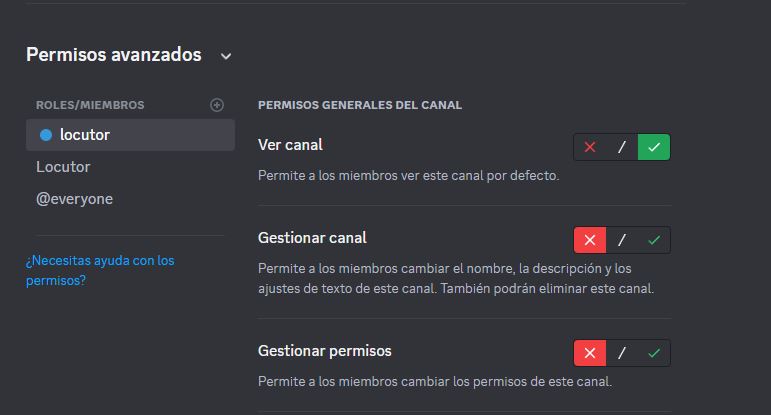 Permisos avanzados
ROLES/MIEMBROS
locutor
Locutor
@everyone
¿Necesitas ayuda con los
permisos?
PERMISOS GENERALES DEL CANAL
Ver canal
Permite a los miembros ver este canal por defecto.
Gestionar canal
Permite a los miembros cambiar el nombre, la descripción y los
ajustes de texto de este canal. También podrán eliminar este canal.
Gestionar permisos
Permite a los miembros cambiar los permisos de este canal.